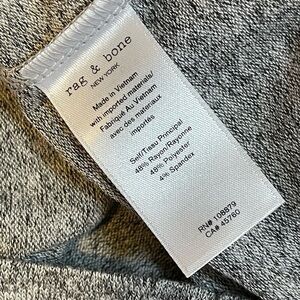 rag & bone
NEW YORK
Made in Vietnam
with imported materials/
Fabriqué Au Vietnam
avec des materiaux
importés
Self/Tissu Principal
48% Rayon/Rayonne
48% Polyester
4% Spandex
RN# 108879
CA# 45760